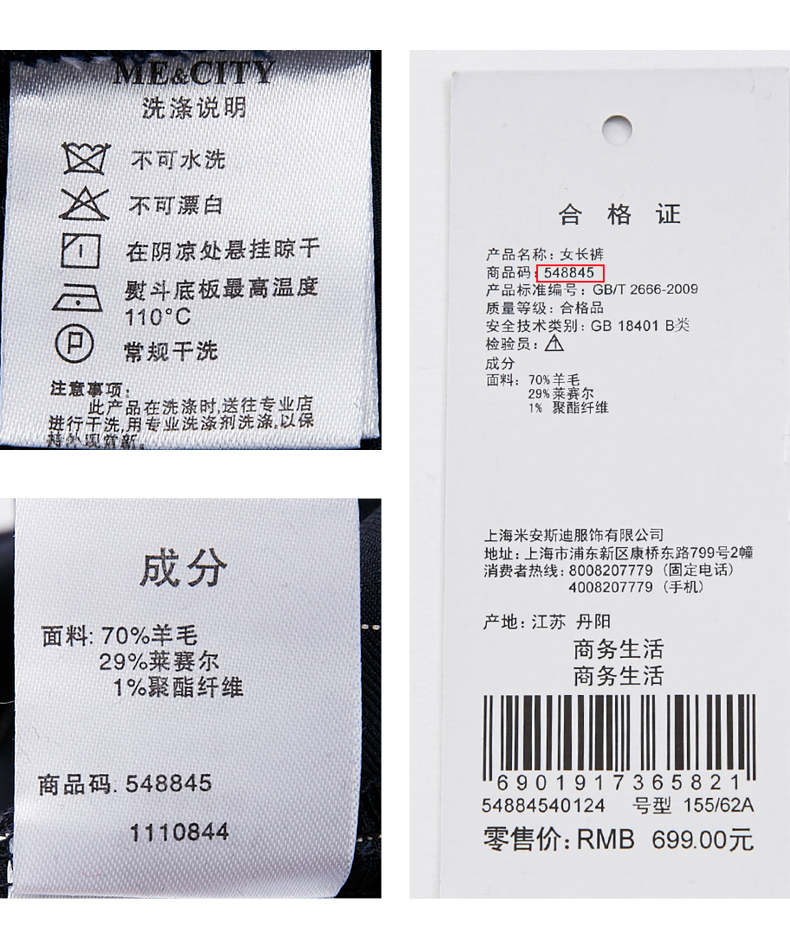 ME&CITY
洗涤说明
不可水洗
不可漂白
在阴凉处悬挂晾干
熨斗底板最高温度
110°C
P
常规干洗
注意事项:
此产品在洗涤时,送往专业店
进行干洗,用专业洗涤剂洗涤,以保
持外观常新。
成分
面料: 70%羊毛
29%莱赛尔
1%聚酯纤维
商品码: 548845
1110844
合 格 证
产品名称: 女长裤
商品码: 548845
产品标准编号: GB/T 2666-2009
质量等级: 合格品
安全技术类别: GB 18401 B类
检验员:
成分
面料: 70%羊毛
29%莱赛尔
1% 聚酯纤维
上海米安斯迪服饰有限公司
地址: 上海市浦东新区康桥东路799号2幢
消费者热线: 8008207779 (固定电话)
4008207779 (手机)
产地: 江苏 丹阳
商务生活
商务生活
6901917365821
54884540124 号型 155/62A
零售价: RMB 699.00元